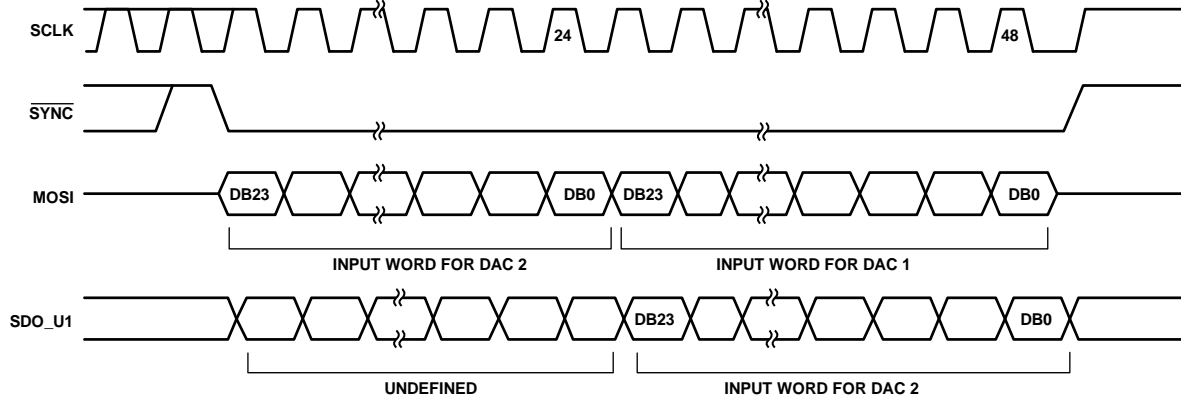 SCLK
24
48
SYNC
MOSI
DB23
DB0
DB23
DB0
INPUT WORD FOR DAC 2
INPUT WORD FOR DAC 1
SDO_U1
DB23
DB0
UNDEFINED
INPUT WORD FOR DAC 2